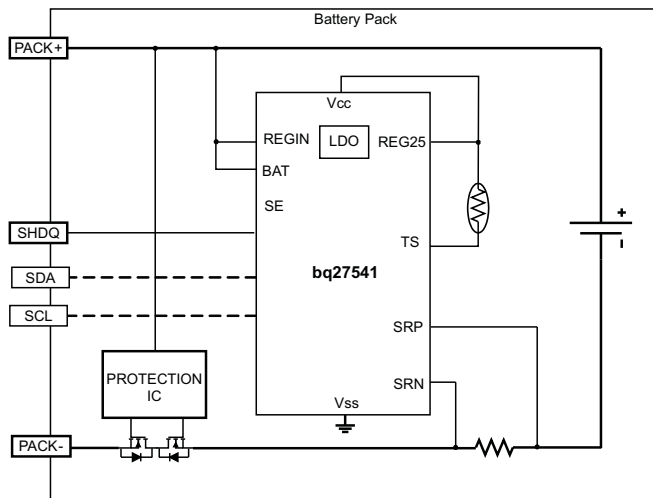 Battery Pack
PACK+
Vcc
REGIN
LDO
REG25
BAT
SE
SHDQ
TS
+
SDA
bq27541
SCL
SRP
PROTECTION
IC
SRN
Vss
PACK-